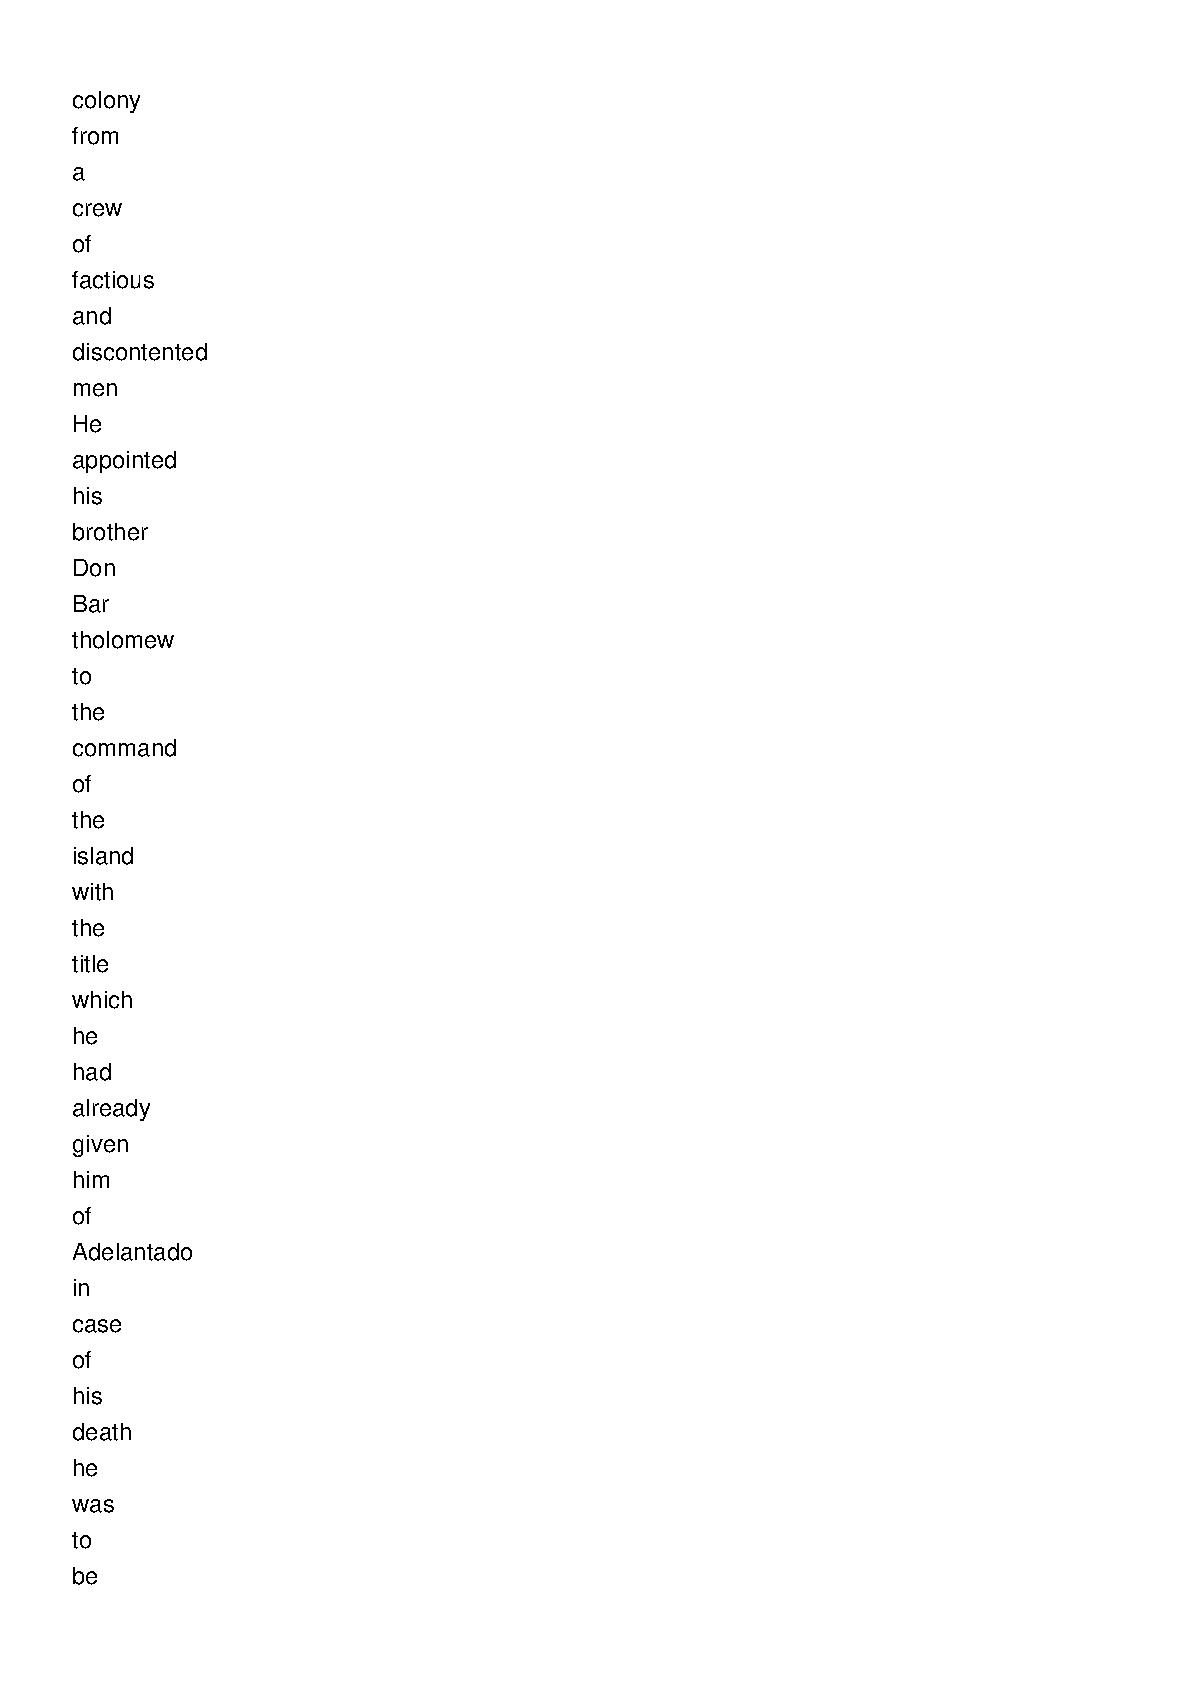 colony
from
a
crew
of
factious
and
discontented
men
He
appointed
his
brother
Don
Bar
tholomew
to
the
command
of
the
island
with
the
title
which
he
had
already
given
him
of
Adelantado
in
case
of
his
death
he
was
to
be